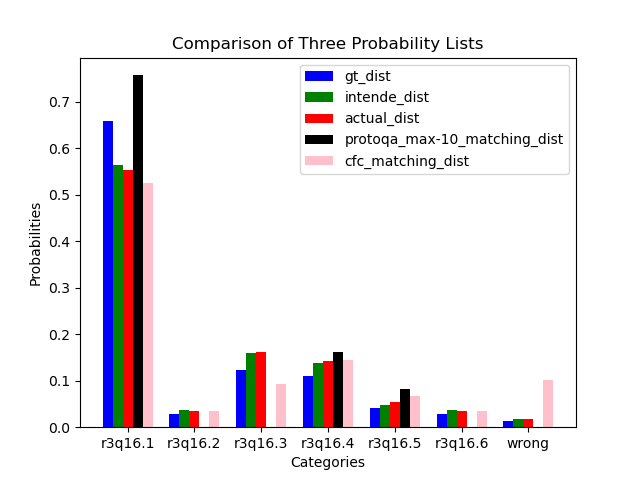 Comparison of Three Probability Lists
gt_dist
intende_dist
actual_dist
protoqa_max-10_matching_dist
cfc_matching_dist
Probabilities
0.7
0.6
0.5
0.4
0.3
0.2
0.1
0.0
r3q16.1 r3q16.2 r3q16.3 r3q16.4 r3q16.5 r3q16.6 wrong
Categories